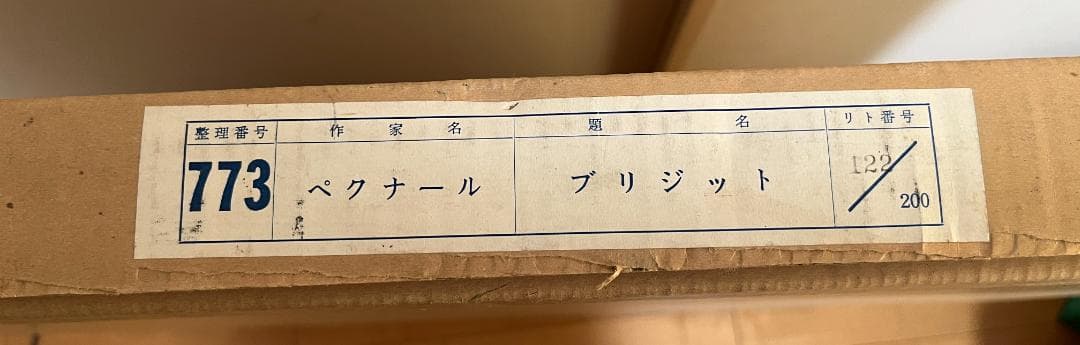 整理番号 作家名 題名 リト番号
773 ペクナール ブリジット 122/200